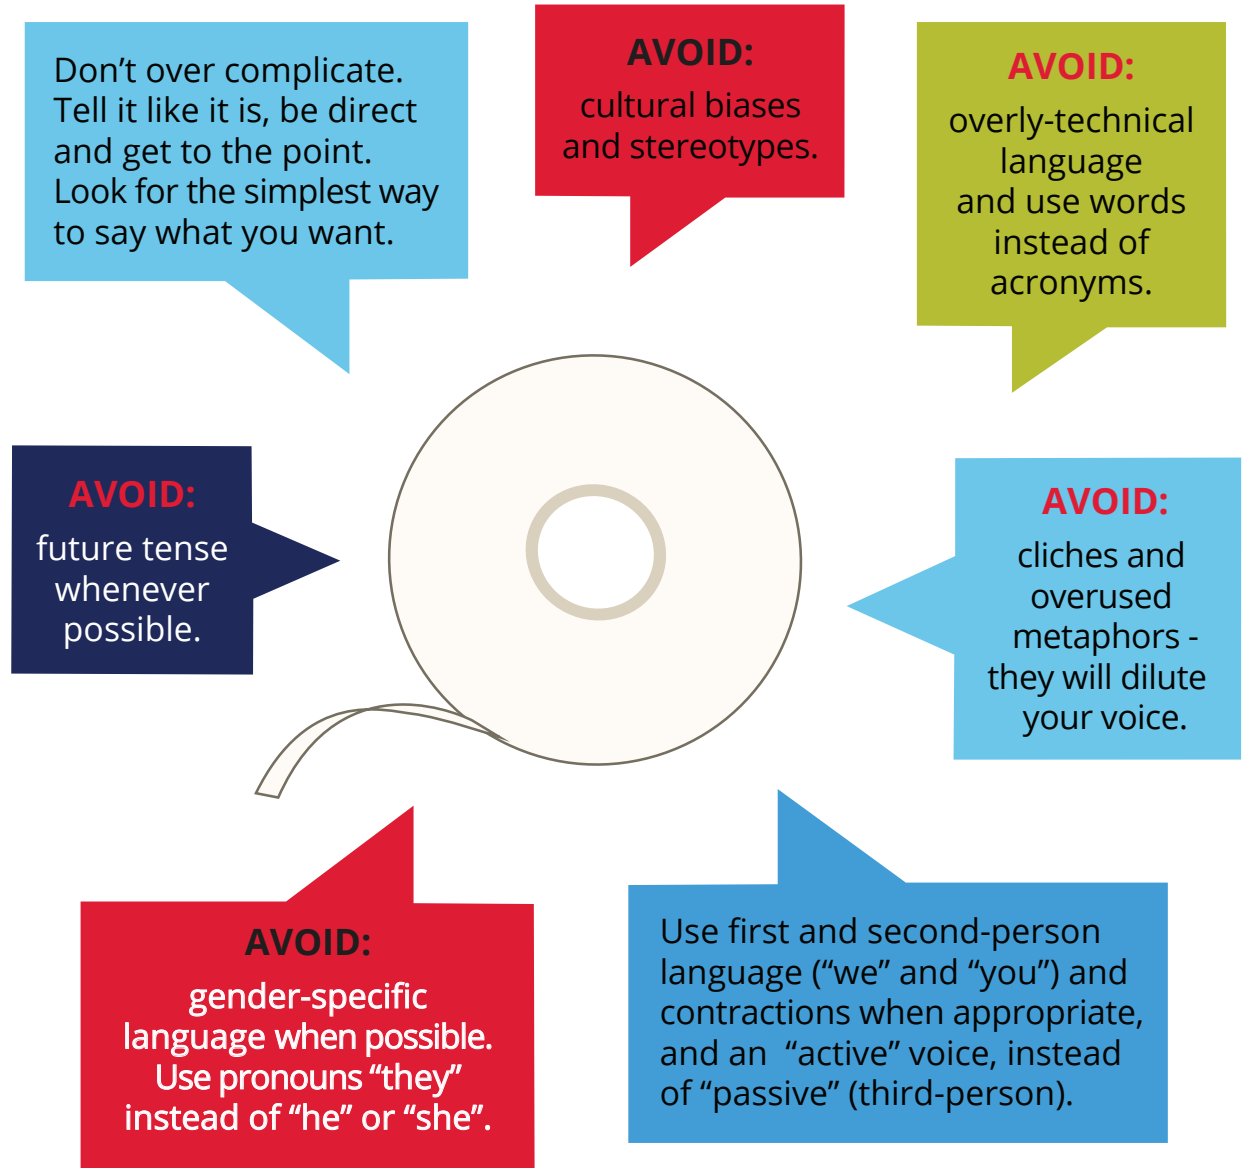 Don’t over complicate.
Tell it like it is, be direct
and get to the point.
Look for the simplest way
to say what you want.
AVOID:
cultural biases
and stereotypes.
AVOID:
overly-technical
language
and use words
instead of
acronyms.
AVOID:
future tense
whenever
possible.
AVOID:
cliches and
overused
metaphors -
they will dilute
your voice.
AVOID:
gender-specific
language when possible.
Use pronouns “they”
instead of “he” or “she”.
Use first and second-person
language (“we” and “you”) and
contractions when appropriate,
and an “active” voice, instead
of “passive” (third-person).